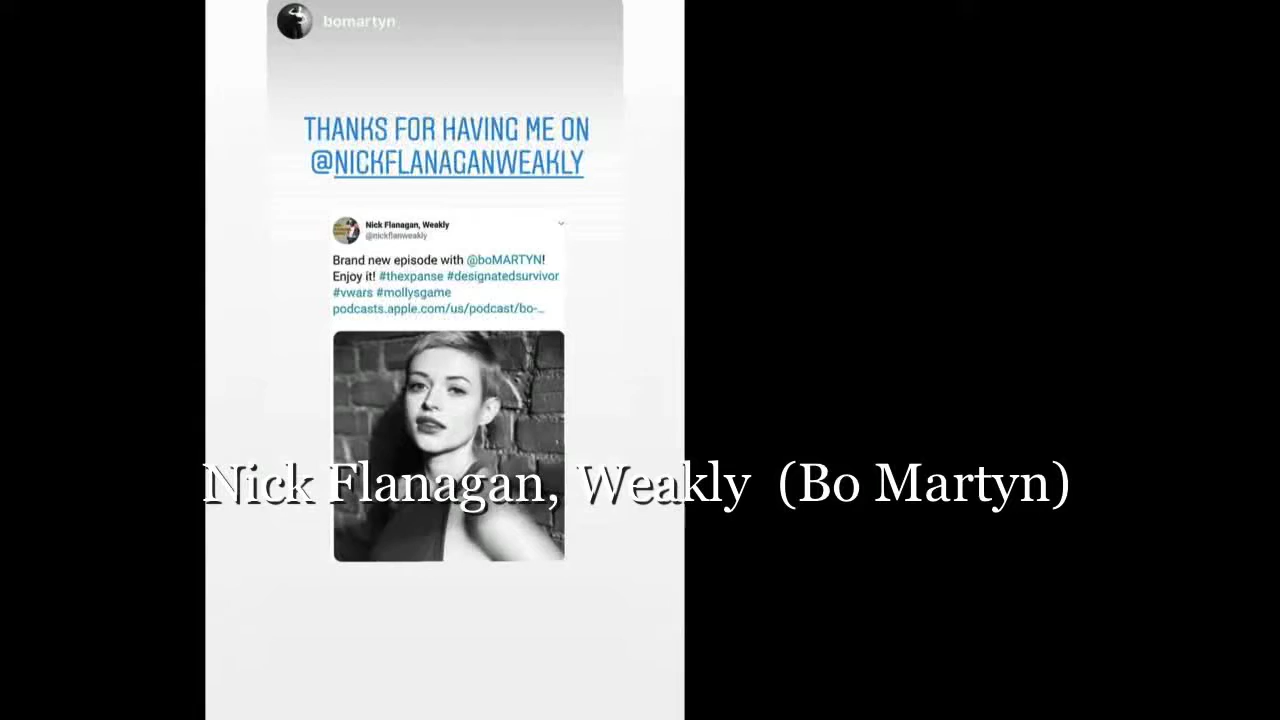 bomartyn
THANKS FOR HAVING ME ON
@NICKFLANAGANWEAKLY
Nick Flanagan, Weakly
@nickflanweakly
Brand new episode with @boMARTYN!
Enjoy it! #thexpanse #designatedsurvivor
#vwars #mollysgame
podcasts.apple.com/us/podcast/bo-...
Nick Flanagan, Weakly (Bo Martyn)